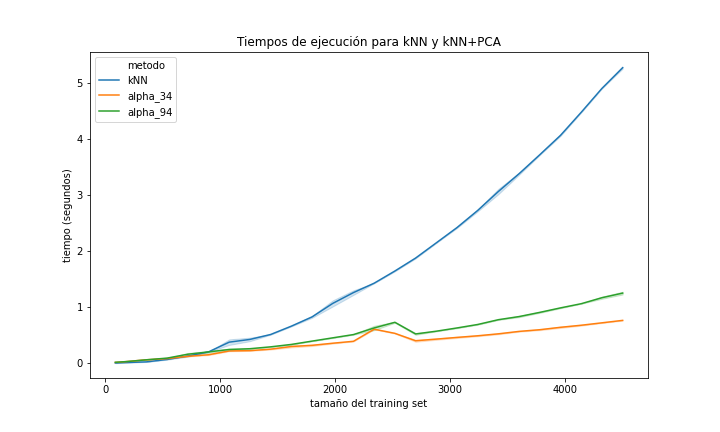 Tiempos de ejecución para kNN y kNN+PCA
metodo
kNN
alpha_34
alpha_94
tiempo (segundos)
5
4
3
2
1
0
0 1000 2000 3000 4000
tamaño del training set